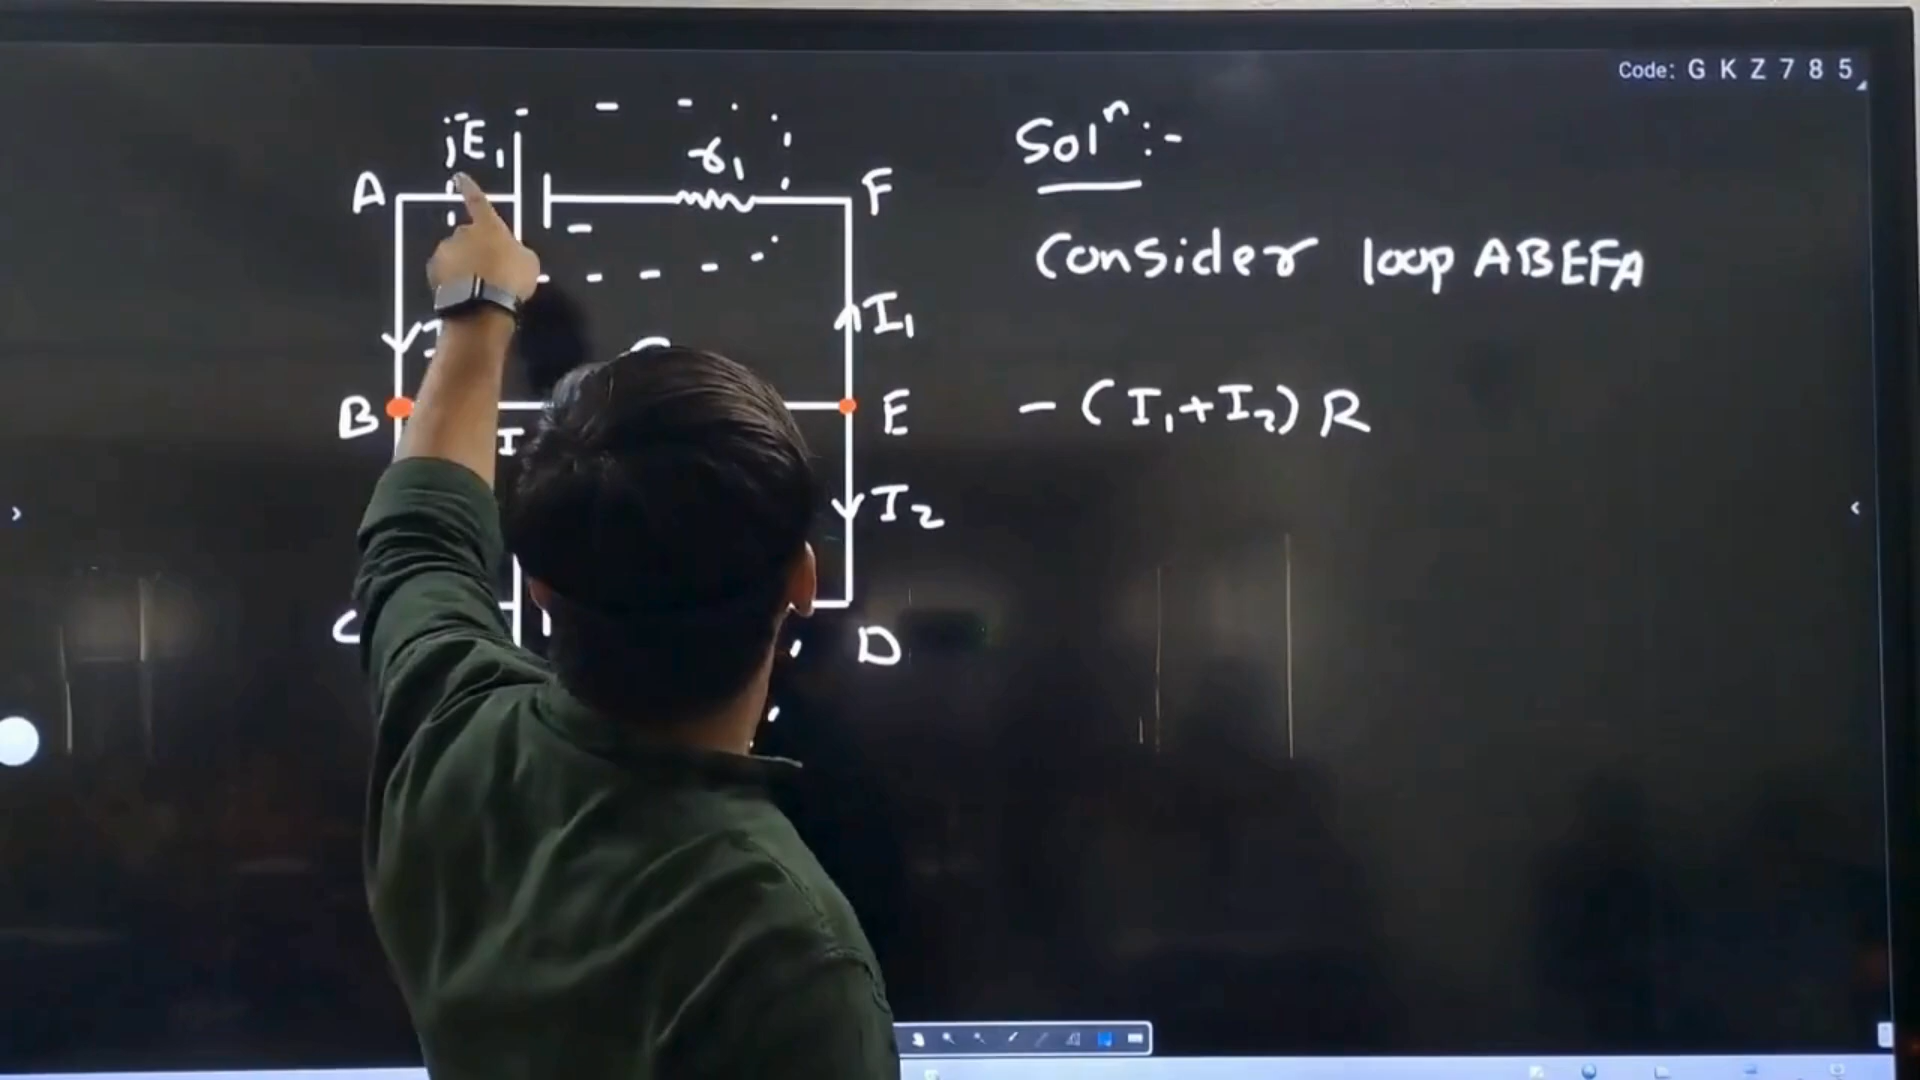 Code: G K Z 7 8 5
E₁
r₁
A
F
Solⁿ :-
Consider loop ABEFA
I₁
B
E
I
- (I₁+I₂) R
I₂
C
D